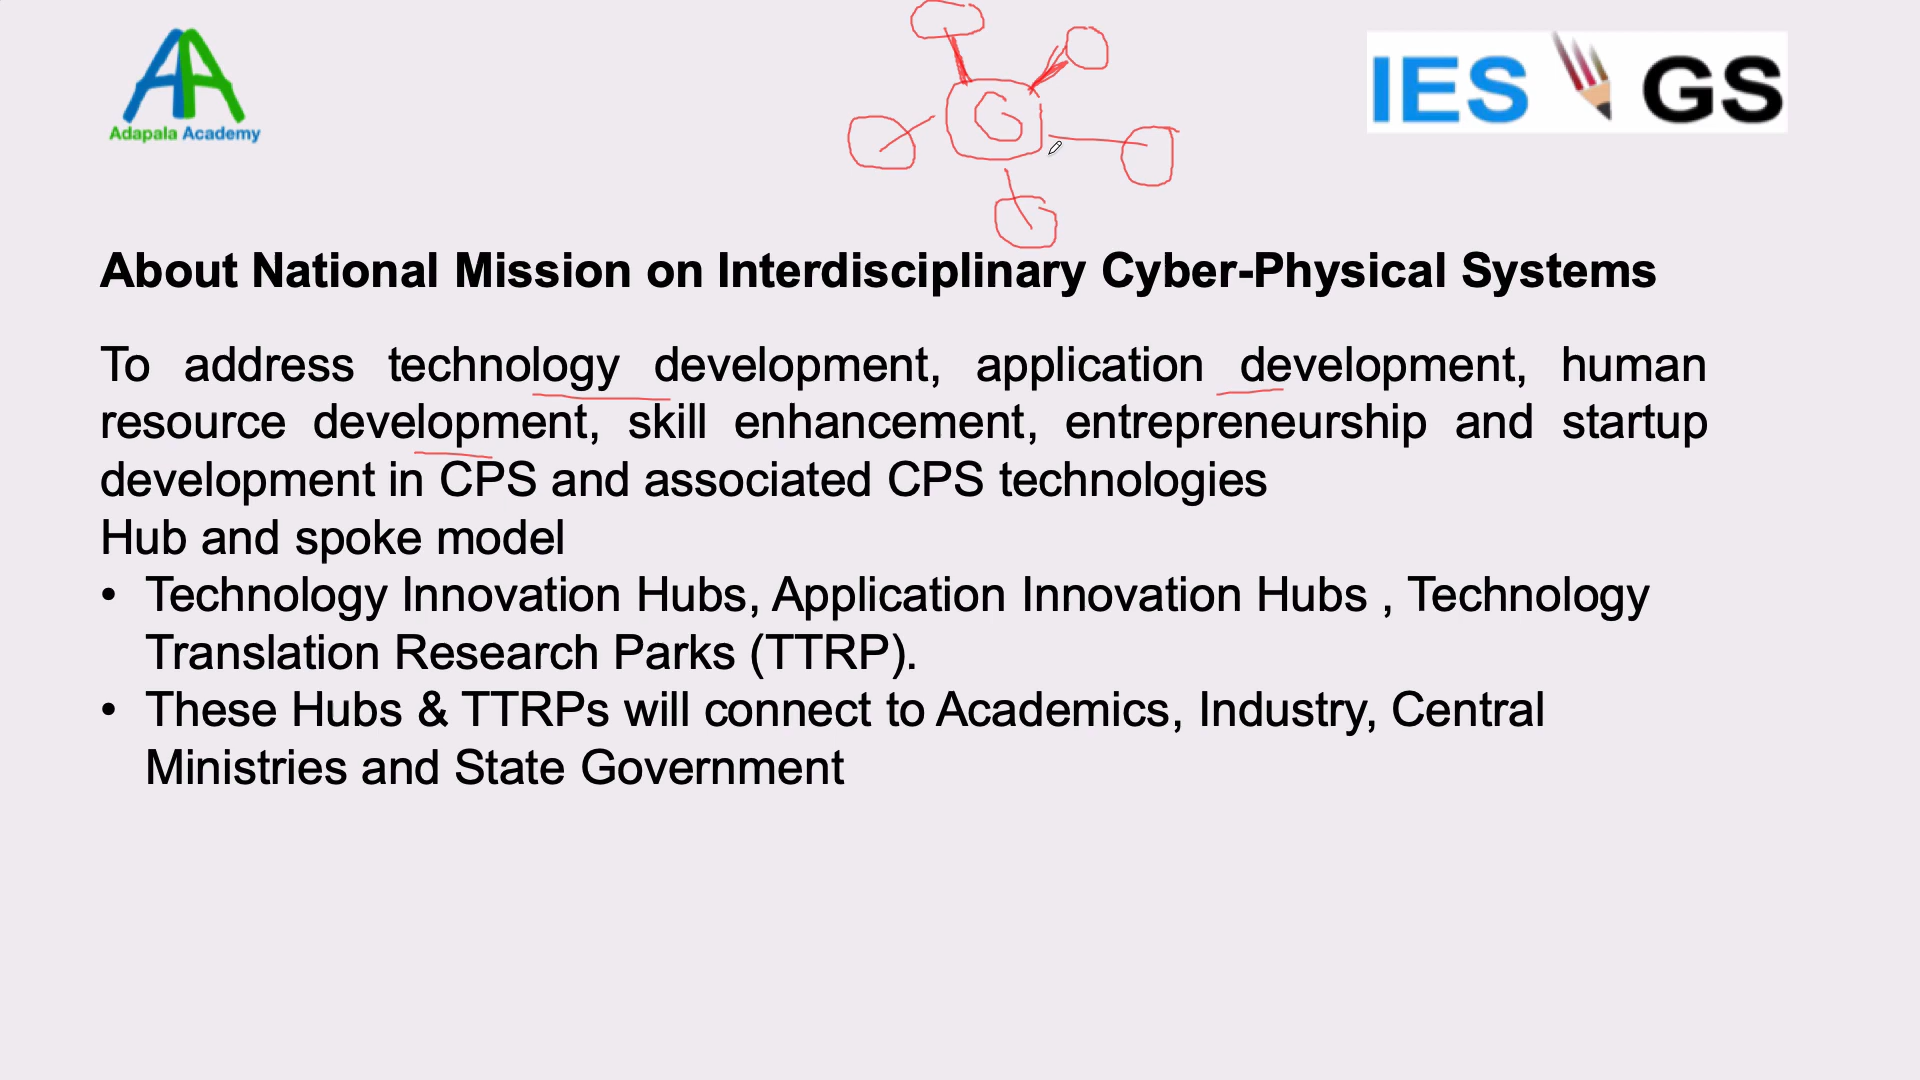 Adapala Academy
IES GS
G
About National Mission on Interdisciplinary Cyber-Physical Systems
To address technology development, application development, human
resource development, skill enhancement, entrepreneurship and startup
development in CPS and associated CPS technologies
Hub and spoke model
• Technology Innovation Hubs, Application Innovation Hubs , Technology
Translation Research Parks (TTRP).
• These Hubs & TTRPs will connect to Academics, Industry, Central
Ministries and State Government